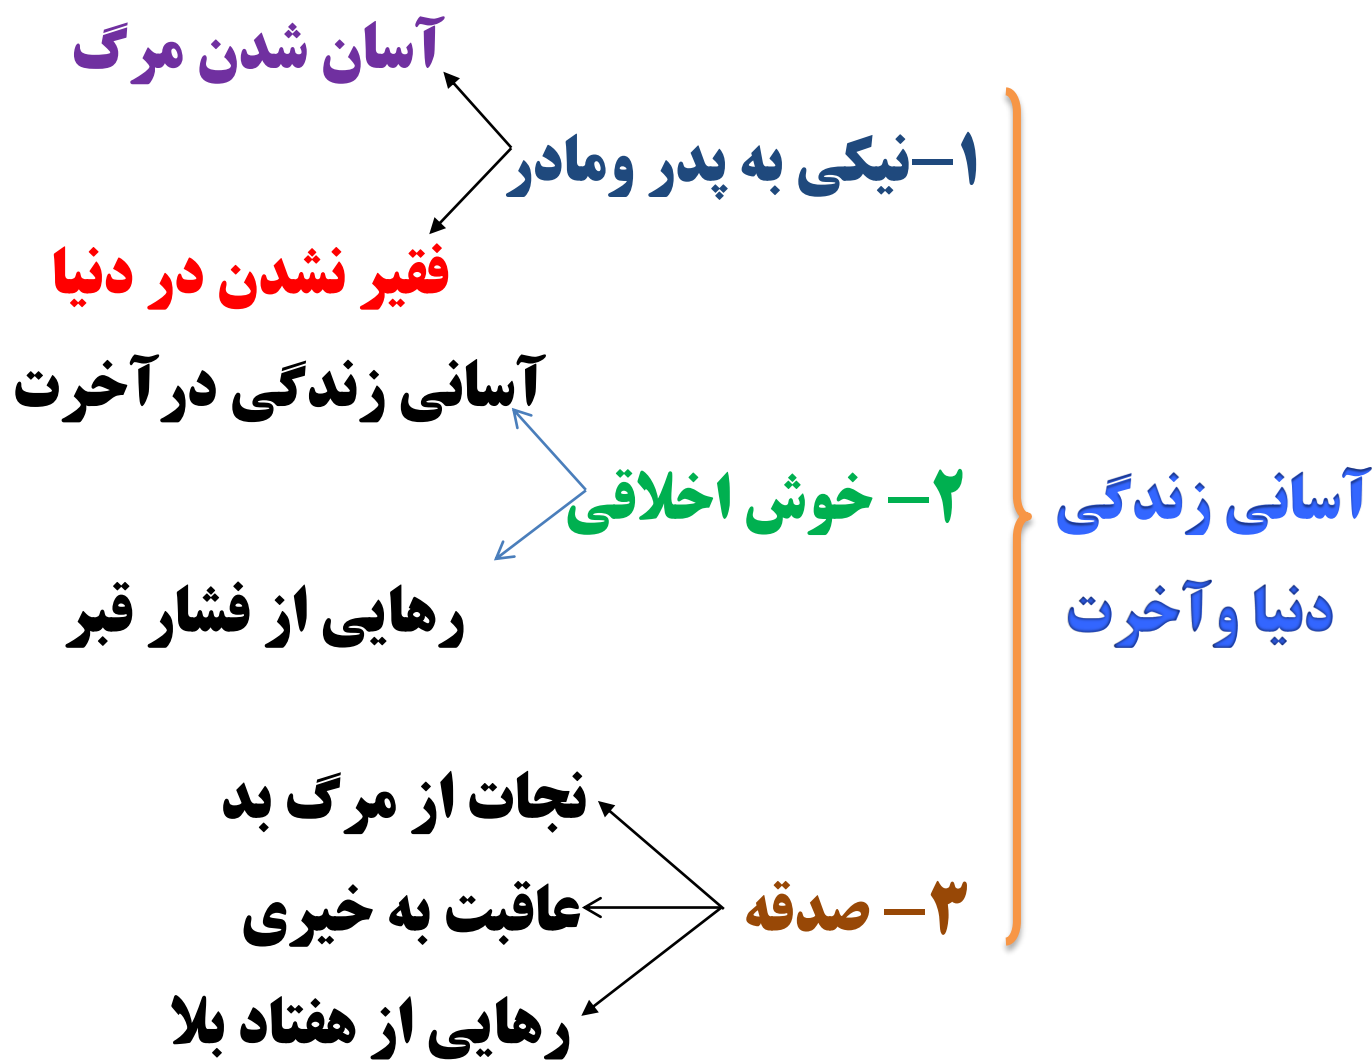 آسانی زندگی
دنیا وآخرت
۱-نیکی به پدر ومادر
آسان شدن مرگ
فقیر نشدن در دنیا
۲- خوش اخلاقی
آسانی زندگی درآخرت
رهایی از فشار قبر
۳- صدقه
نجات از مرگ بد
عاقبت به خیری
رهایی از هفتاد بلا